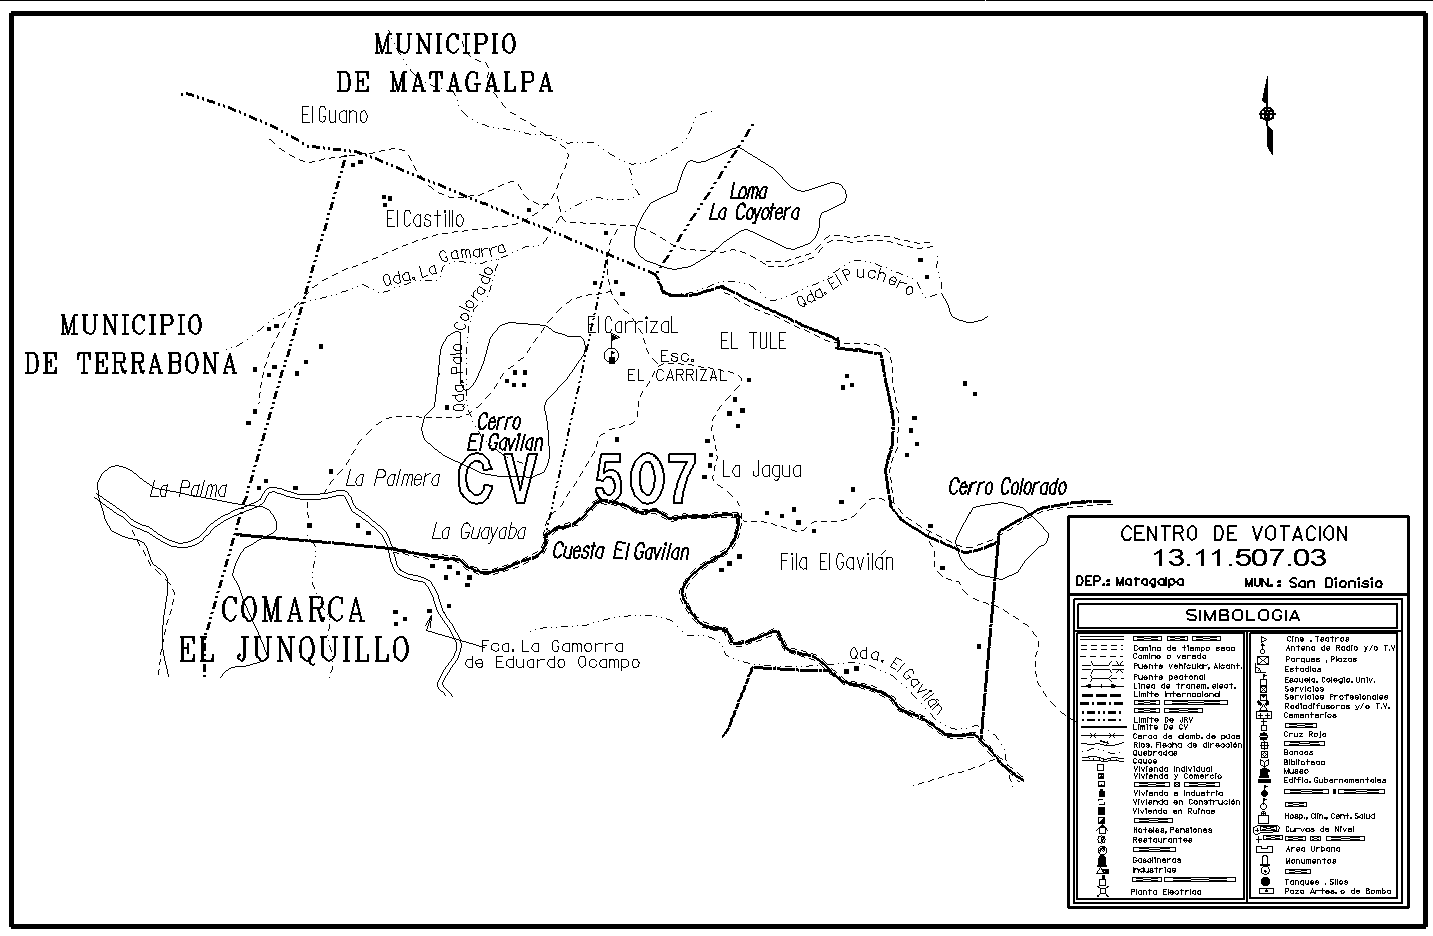 MUNICIPIO
DE MATAGALPA
El Guano
Loma
La Coyotera
El Castillo
Qda. La Gamarra
Qda. Palo Colorado
Qda. El Puchero
MUNICIPIO
DE TERRABONA
El Carrizal
EL TULE
Esc.
EL CARRIZAL
Cerro
El Gavilan
CV 507
La Jagua
La Palma
La Palmera
Cerro Colorado
La Guayaba
Cuesta El Gavilan
Fila El Gavilán
COMARCA
EL JUNQUILLO
Fca. La Gamorra
de Eduardo Ocampo
Qda. El Gavilán
CENTRO DE VOTACION
13.11.507.03
DEP.: Matagalpa MUN.: San Dionisio
SIMBOLOGIA
Camino de tiempo seco
Camino o vereda
Puente vehicular, Alcant.
Puente peatonal
Linea de transm. elect.
Limite Internacional
Limite De JRV
Limite De CV
Cerca de alamb. de púas
Rios, Flecha de dirección
Quebradas
Cauce
Vivienda Individual
Vivienda y Comercio
Vivienda e Industria
Vivienda en Construción
Vivienda en Ruinas
Hoteles, Pensiones
Restaurantes
Gasolineras
Industrias
Planta Electrica
Cine , Teatros
Antena de Radio y/o T.V
Parques , Plazas
Estadios
Escuela, Colegio, Univ.
Servicios
Servicios Profesionales
Radiodifusoras y/o T.V.
Cementerios
Cruz Roja
Bancos
Biblioteca
Museo
Edific. Gubernamentales
Hosp., Clin., Cent. Salud
Curvas de Nivel
Area Urbana
Monumentos
Tanques , Silos
Pozo Artes. o de Bomba